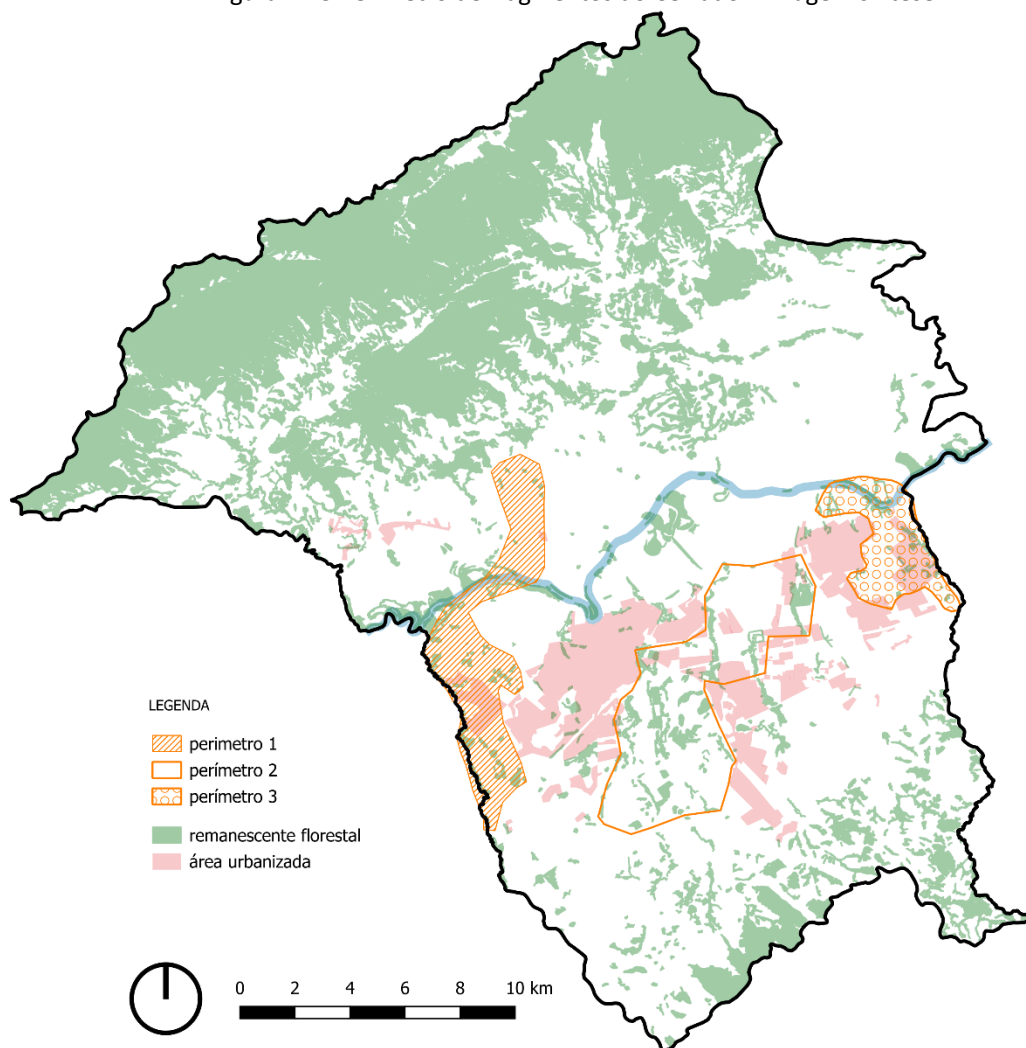 LEGENDA
perimetro 1
perímetro 2
perímetro 3
remanescente florestal
área urbanizada
0 2 4 6 8 10 km